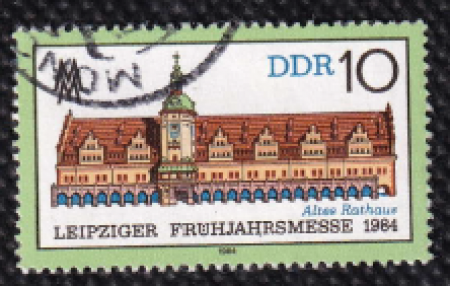 DDR 10
Altes Rathaus
LEIPZIGER FRÜHJAHRSMESSE 1984
1984